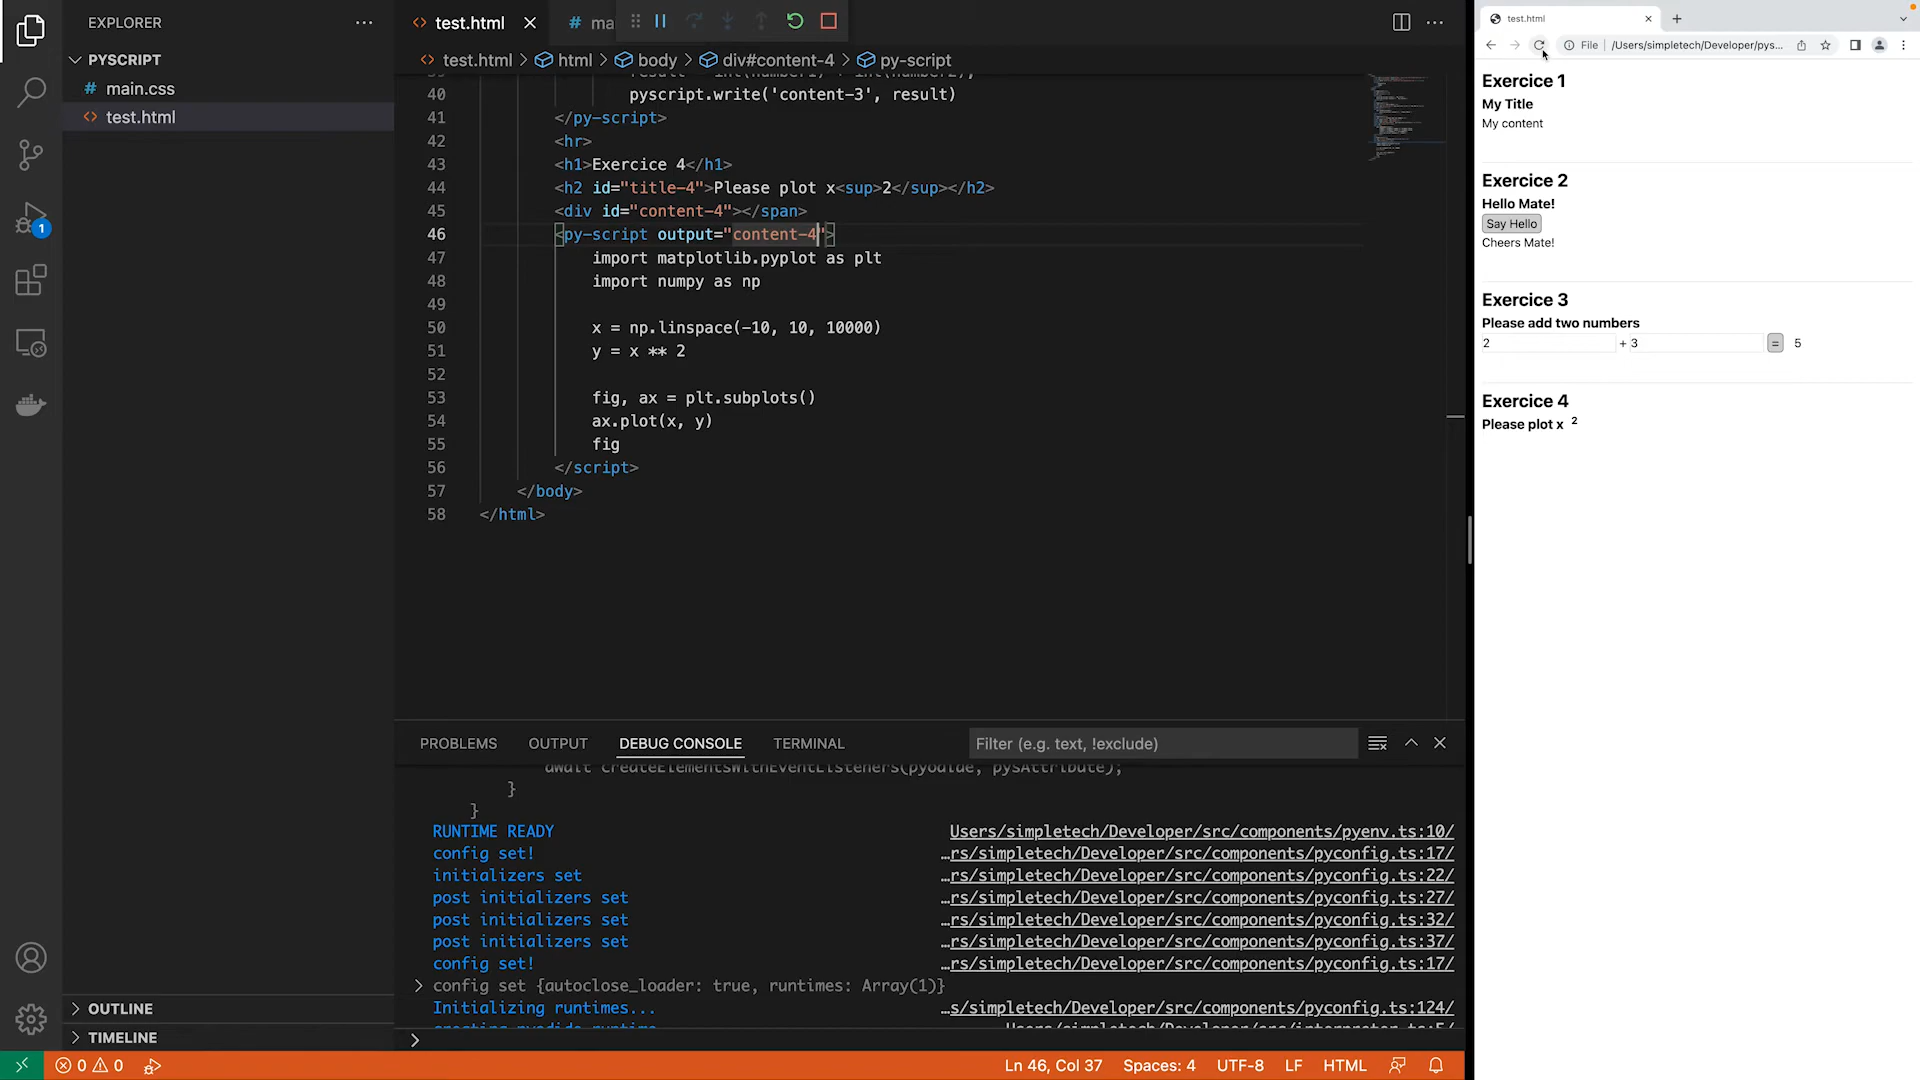 EXPLORER
PYSCRIPT
# main.css
<> test.html
OUTLINE
TIMELINE
<> test.html
#
test.html > html > body > div#content-4 > py-script
40 pyscript.write('content-3', result)
41 </py-script>
42 <hr>
43 <h1>Exercice 4</h1>
44 <h2 id="title-4">Please plot x<sup>2</sup></h2>
45 <div id="content-4"></span>
46 <py-script output="content-4">
47 import matplotlib.pyplot as plt
48 import numpy as np
49
50 x = np.linspace(-10, 10, 10000)
51 y = x ** 2
52
53 fig, ax = plt.subplots()
54 ax.plot(x, y)
55 fig
56 </script>
57 </body>
58 </html>
PROBLEMS OUTPUT DEBUG CONSOLE TERMINAL Filter (e.g. text, !exclude)
await createElementsWithEventListeners(pyodide, pysAttribute);
}
}
RUNTIME READY Users/simpletech/Developer/src/components/pyenv.ts:10/
config set! …rs/simpletech/Developer/src/components/pyconfig.ts:17/
initializers set …rs/simpletech/Developer/src/components/pyconfig.ts:22/
post initializers set …rs/simpletech/Developer/src/components/pyconfig.ts:27/
post initializers set …rs/simpletech/Developer/src/components/pyconfig.ts:32/
post initializers set …rs/simpletech/Developer/src/components/pyconfig.ts:37/
config set! …rs/simpletech/Developer/src/components/pyconfig.ts:17/
> config set {autoclose_loader: true, runtimes: Array(1)}
Initializing runtimes... …s/simpletech/Developer/src/components/pyconfig.ts:124/
1
0 0 Ln 46, Col 37 Spaces: 4 UTF-8 LF HTML
test.html
File /Users/simpletech/Developer/pys...
Exercice 1
My Title
My content
Exercice 2
Hello Mate!
Say Hello
Cheers Mate!
Exercice 3
Please add two numbers
2 + 3 = 5
Exercice 4
Please plot x 2